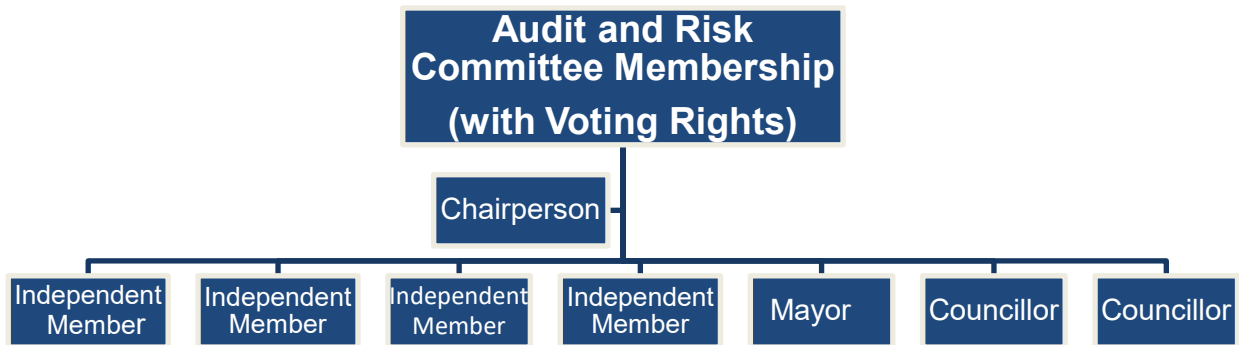 Audit and Risk
Committee Membership
(with Voting Rights)
Chairperson
Independent
Member
Independent
Member
Independent
Member
Independent
Member
Mayor
Councillor
Councillor